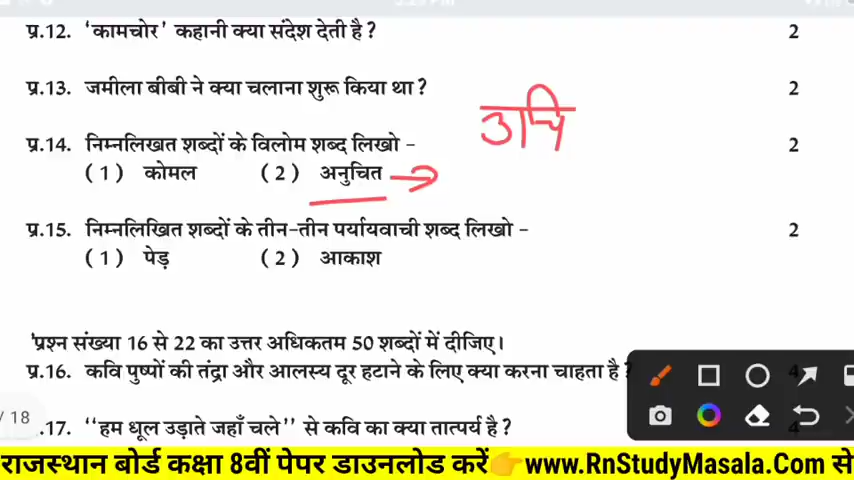 प्र.12. ‘कामचोर’ कहानी क्या संदेश देती है ? 2
प्र.13. जमीला बीबी ने क्या चलाना शुरू किया था ? 2
उचि
प्र.14. निम्नलिखत शब्दों के विलोम शब्द लिखो - 2
(1) कोमल (2) अनुचित
प्र.15. निम्नलिखित शब्दों के तीन-तीन पर्यायवाची शब्द लिखो - 2
(1) पेड़ (2) आकाश
प्रश्न संख्या 16 से 22 का उत्तर अधिकतम 50 शब्दों में दीजिए।
प्र.16. कवि पुष्पों की तंद्रा और आलस्य दूर हटाने के लिए क्या करना चाहता है ? 4
/ 18
.17. “हम धूल उड़ाते जहाँ चले” से कवि का क्या तात्पर्य है ? 4
राजस्थान बोर्ड कक्षा 8वीं पेपर डाउनलोड करें👉www.RnStudyMasala.Com से